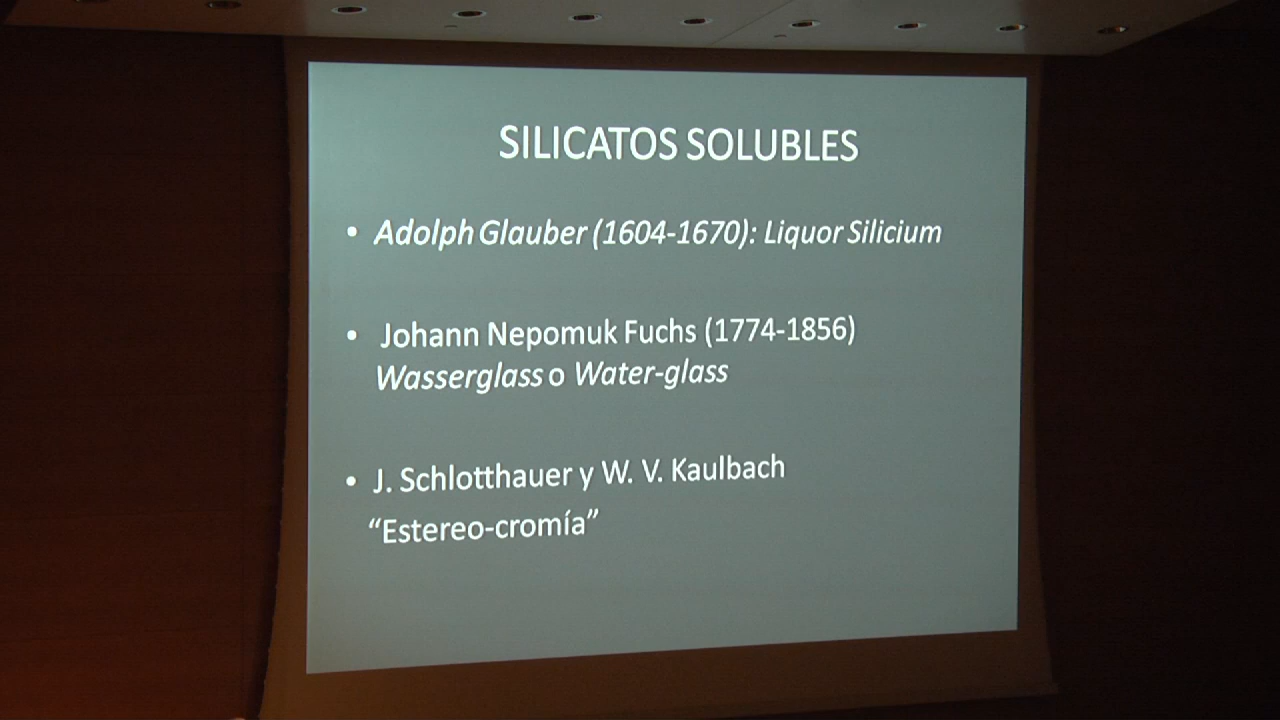 SILICATOS SOLUBLES
• Adolph Glauber (1604-1670): Liquor Silicium
• Johann Nepomuk Fuchs (1774-1856)
Wasserglass o Water-glass
• J. Schlotthauer y W. V. Kaulbach
“Estereo-cromía”